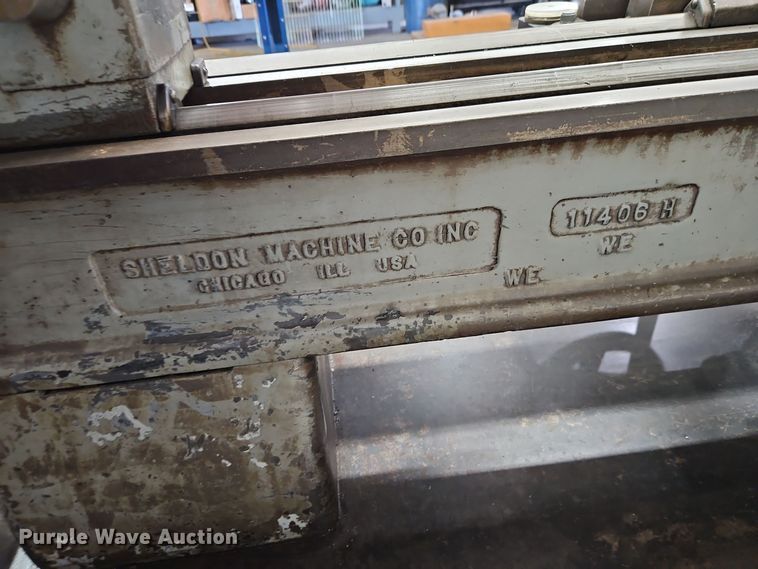 SHELDON MACHINE CO INC
CHICAGO ILL USA
11406 H
WE
WE
Purple Wave Auction